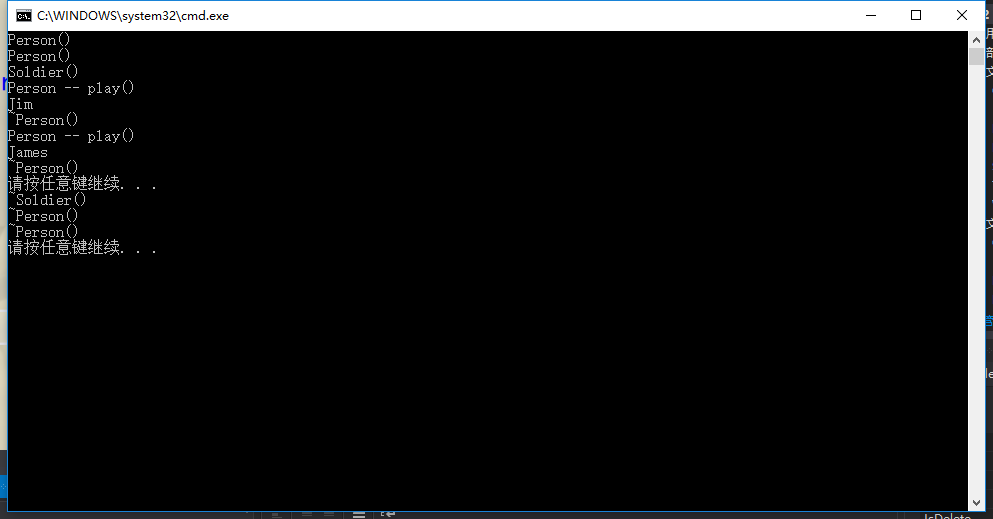 C:\WINDOWS\system32\cmd.exe
Person()
Person()
Soldier()
Person -- play()
Jim
~Person()
Person -- play()
James
~Person()
请按任意键继续. . .
~Soldier()
~Person()
~Person()
请按任意键继续. . .